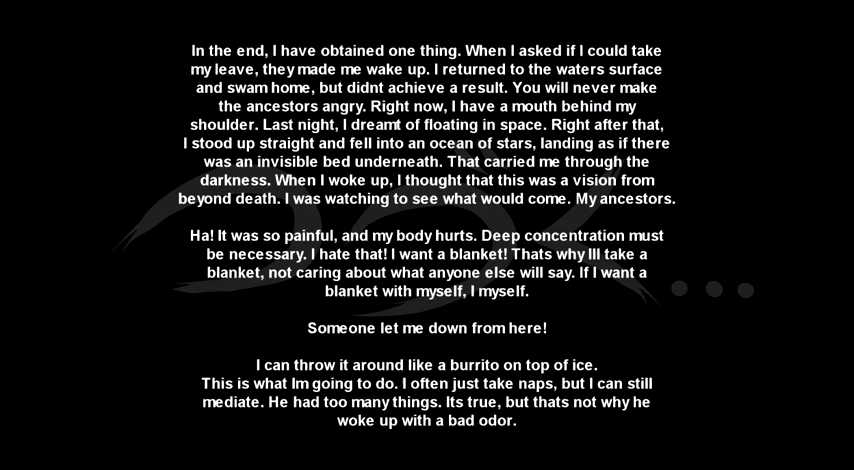 In the end, I have obtained one thing. When I asked if I could take
my leave, they made me wake up. I returned to the waters surface
and swam home, but didnt achieve a result. You will never make
the ancestors angry. Right now, I have a mouth behind my
shoulder. Last night, I dreamt of floating in space. Right after that,
I stood up straight and fell into an ocean of stars, landing as if there
was an invisible bed underneath. That carried me through the
darkness. When I woke up, I thought that this was a vision from
beyond death. I was watching to see what would come. My ancestors.
Ha! It was so painful, and my body hurts. Deep concentration must
be necessary. I hate that! I want a blanket! Thats why Ill take a
blanket, not caring about what anyone else will say. If I want a
blanket with myself, I myself.
Someone let me down from here!
I can throw it around like a burrito on top of ice.
This is what Im going to do. I often just take naps, but I can still
mediate. He had too many things. Its true, but thats not why he
woke up with a bad odor.